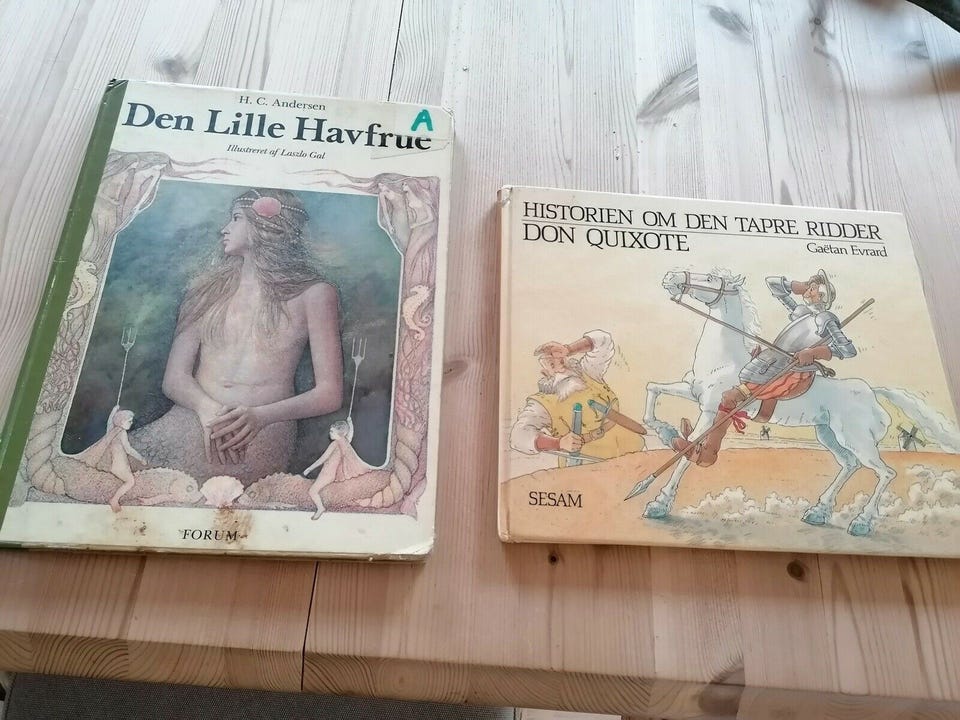 H. C. Andersen
Den Lille Havfrue
A
Illustreret af Laszlo Gal
FORUM
HISTORIEN OM DEN TAPRE RIDDER
DON QUIXOTE
Gaëtan Evrard
SESAM